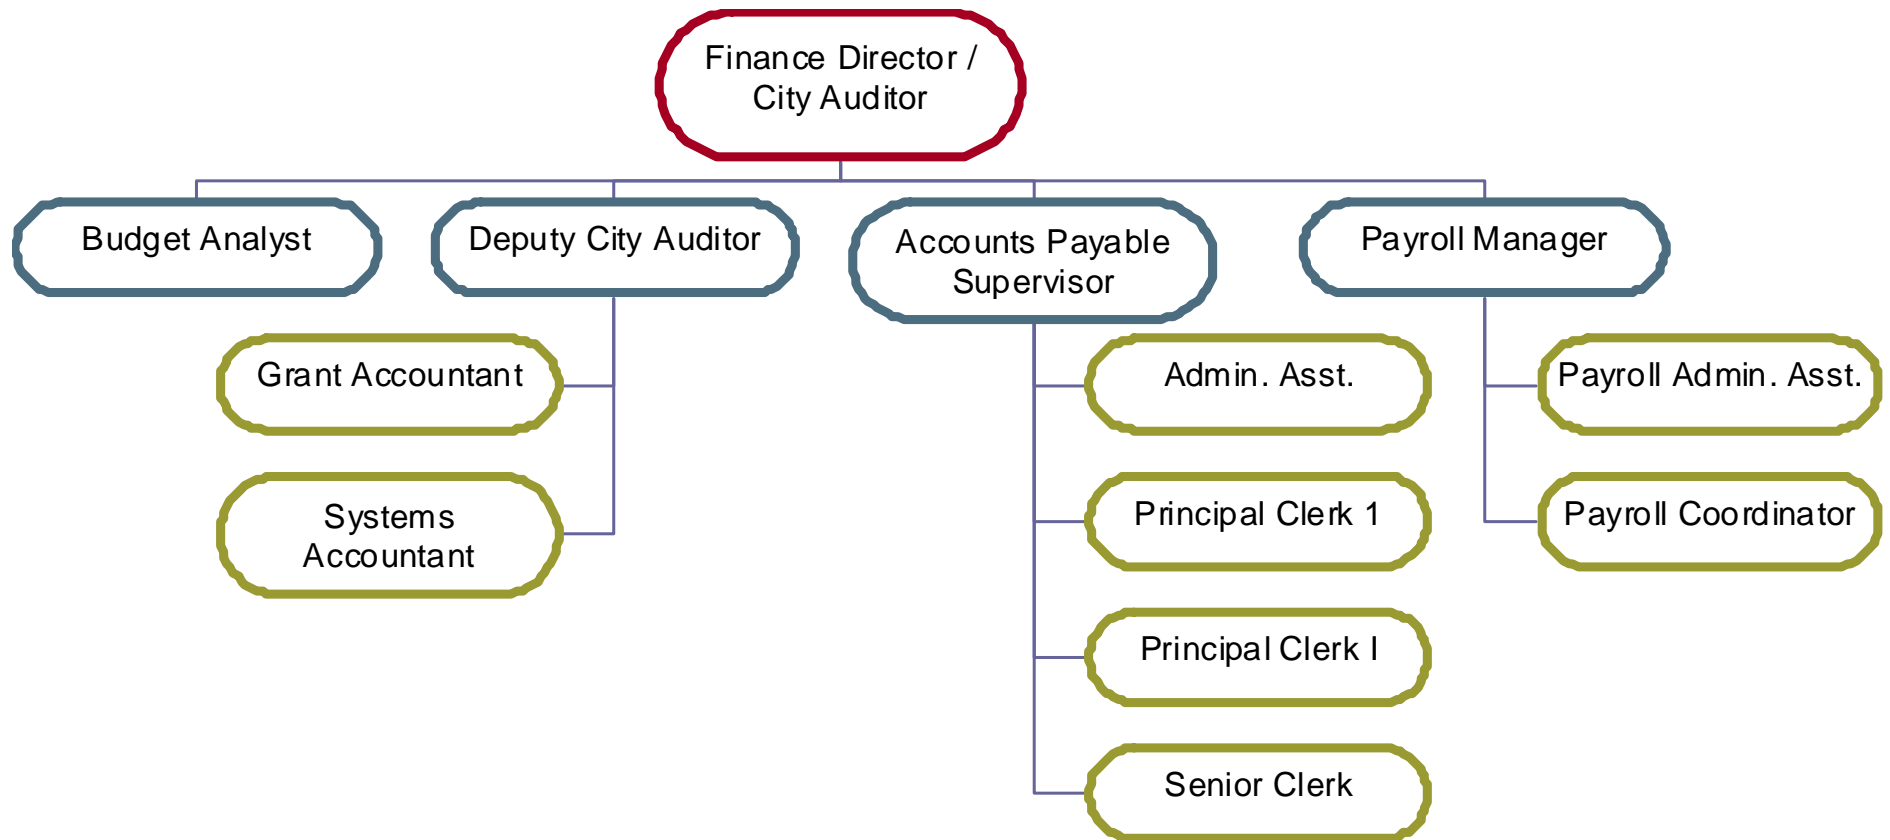 Finance Director /
City Auditor
Budget Analyst
Deputy City Auditor
Accounts Payable
Supervisor
Payroll Manager
Grant Accountant
Systems
Accountant
Admin. Asst.
Principal Clerk 1
Principal Clerk I
Senior Clerk
Payroll Admin. Asst.
Payroll Coordinator